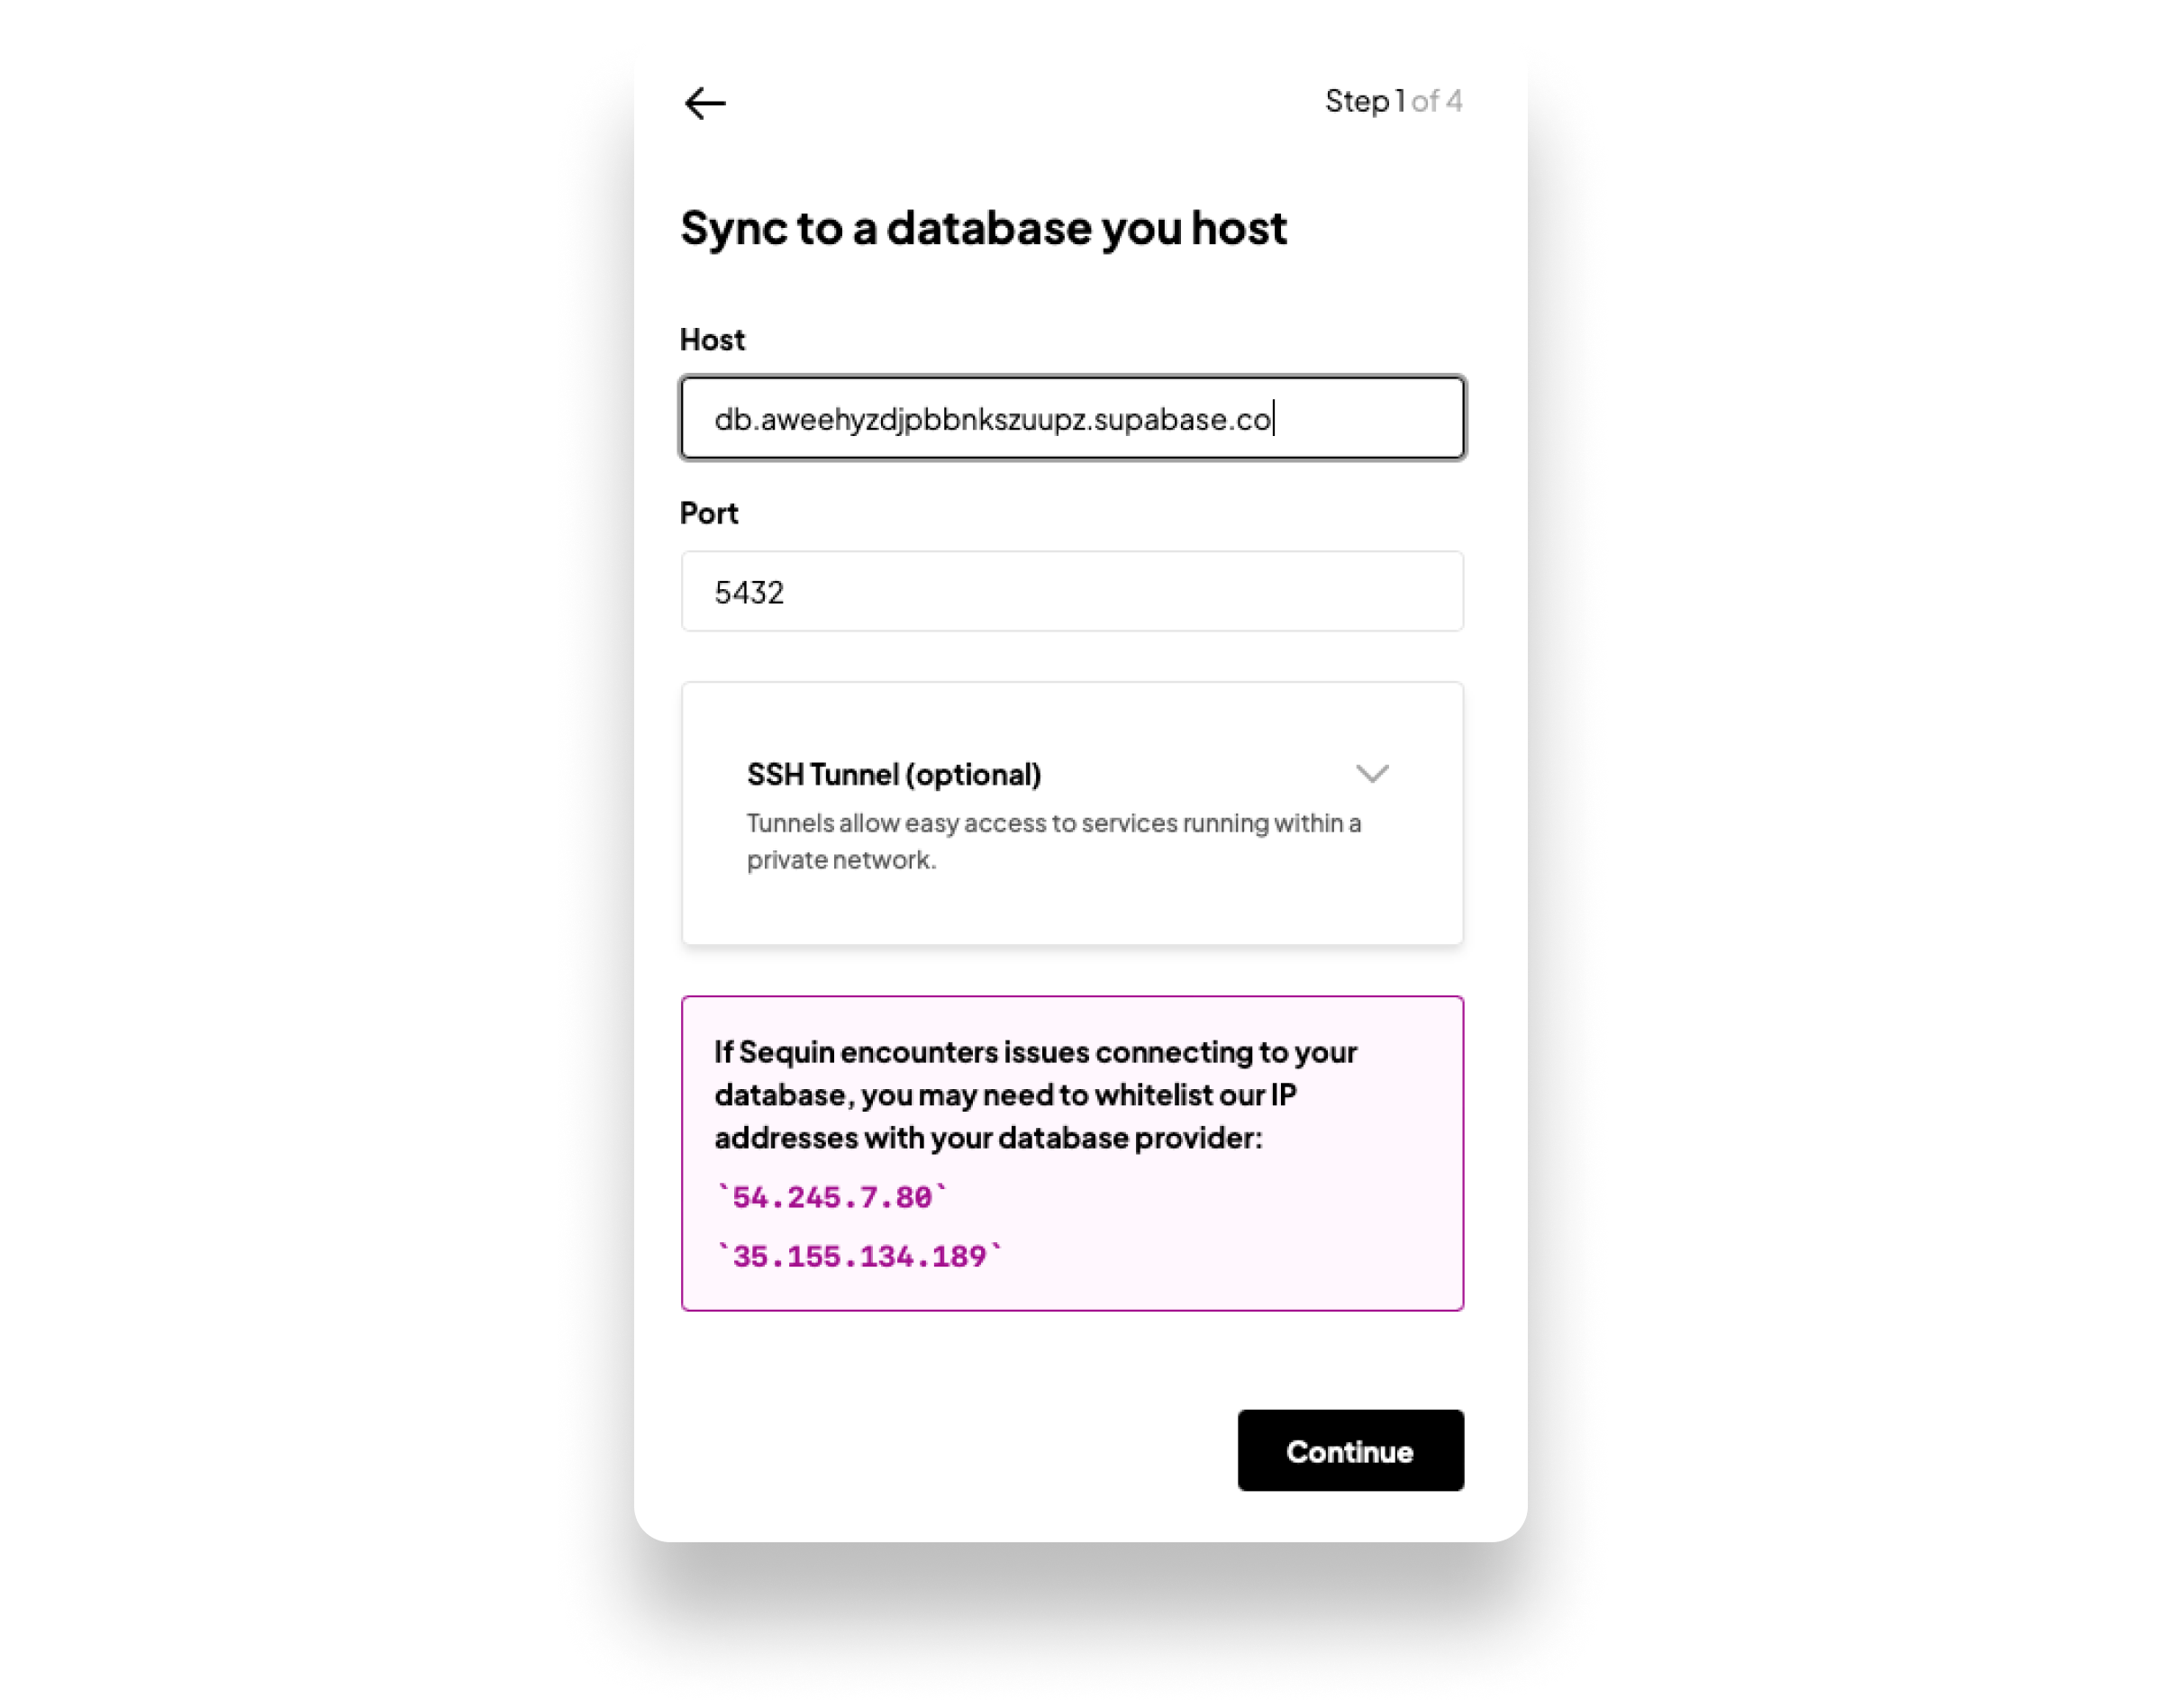 Step 1 of 4
Sync to a database you host
Host
db.aweehyzdjpbbnkszuupz.supabase.co
Port
5432
SSH Tunnel (optional)
Tunnels allow easy access to services running within a
private network.
If Sequin encounters issues connecting to your
database, you may need to whitelist our IP
addresses with your database provider:
`54.245.7.80`
`35.155.134.189`
Continue